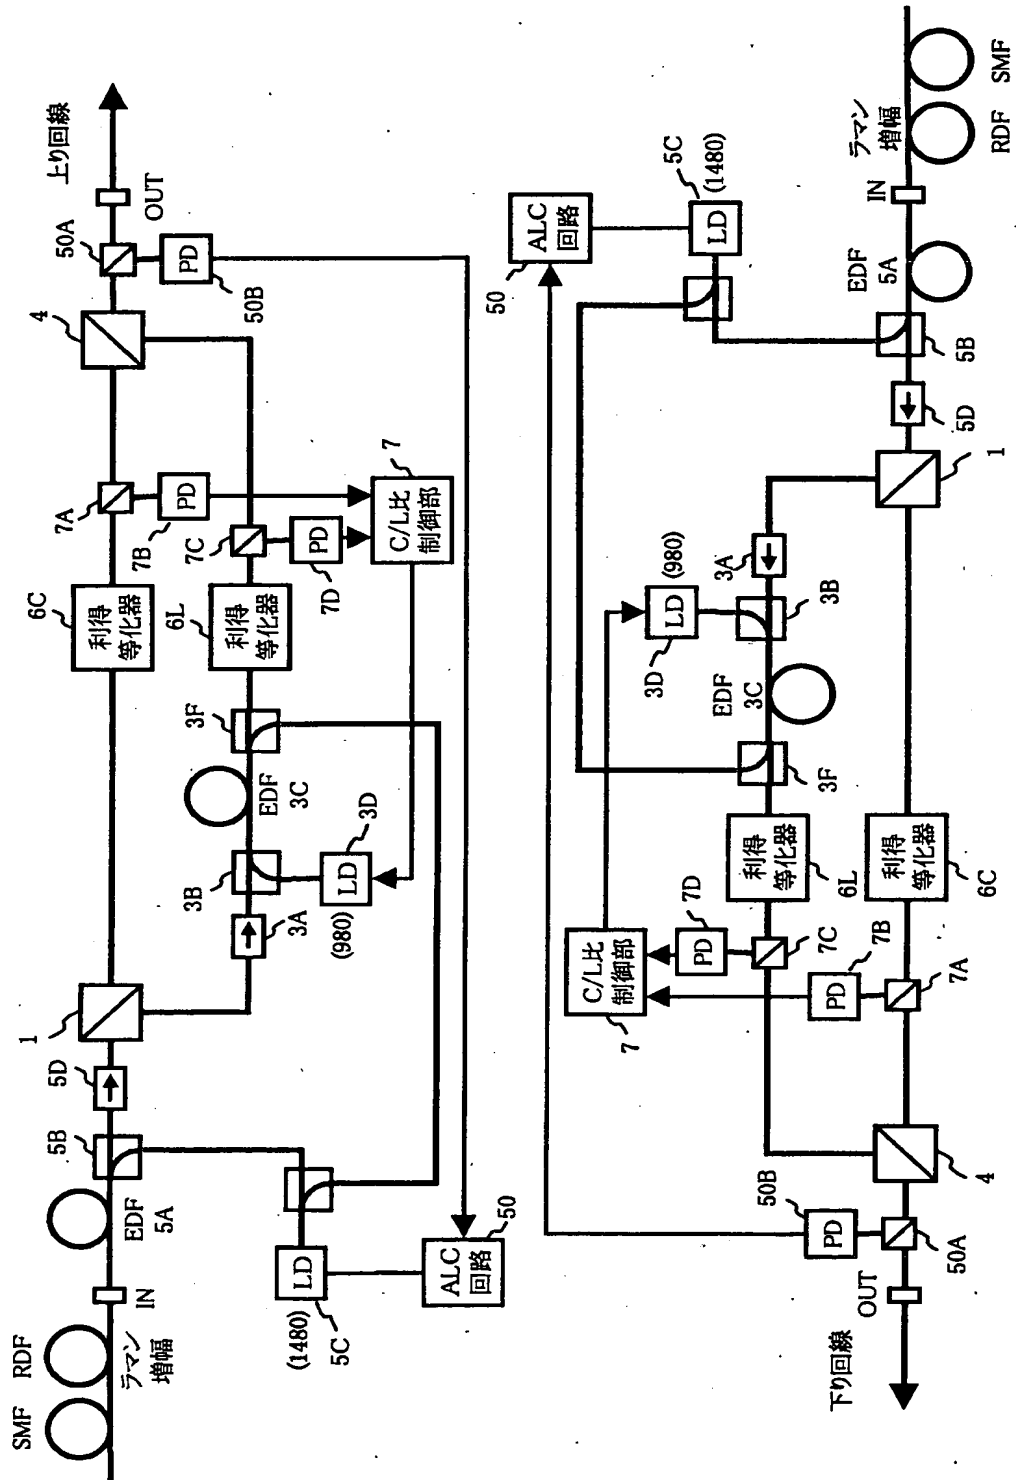 SMF
RDF
ラマン
増幅
IN
EDF
5A
5B
5D
1
LD
(1480)
5C
ALC
回路
50
3A
3B
LD
(980)
3D
EDF
3C
3F
利得
等化器
6C
利得
等化器
6L
7A
PD
7B
7C
PD
7D
C/L比
制御部
7
4
50A
PD
50B
OUT
上り回線
下り回線
OUT
50A
PD
50B
4
C/L比
制御部
7
PD
7D
7C
PD
7B
7A
利得
等化器
6L
利得
等化器
6C
3F
EDF
3C
LD
(980)
3D
3A
3B
1
ALC
回路
50
LD
5C
(1480)
5D
5B
EDF
5A
IN
ラマン
増幅
RDF
SMF